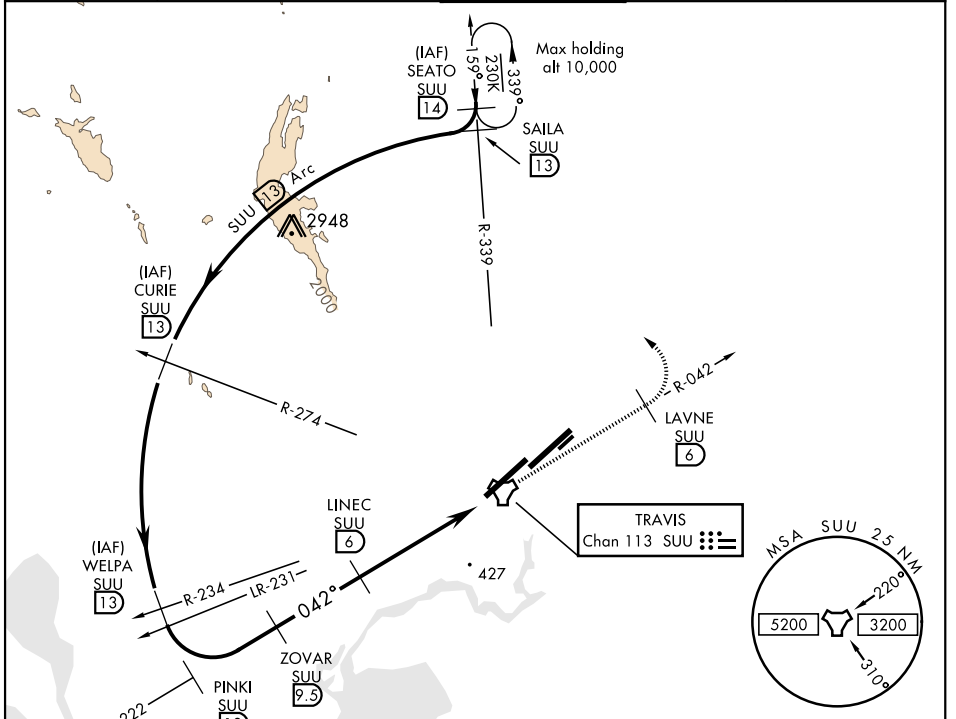 (IAF)
SEATO
SUU
14
159°
230K
339°
Max holding
alt 10,000
SAILA
SUU
13
SUU 13 Arc
2948
2000
R-339
(IAF)
CURIE
SUU
13
R-274
R-042
LAVNE
SUU
6
LINEC
SUU
6
TRAVIS
Chan 113 SUU
427
(IAF)
WELPA
SUU
13
R-234
LR-231
042°
ZOVAR
SUU
9.5
PINKI
SUU
222
MSA SUU 25 NM
220°
5200
3200
310°